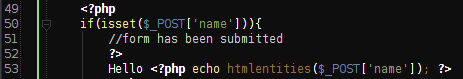 49 <?php
50 if(isset($_POST['name'])){
51 //form has been submitted
52 ?>
53 Hello <?php echo htmlentities($_POST['name']); ?>